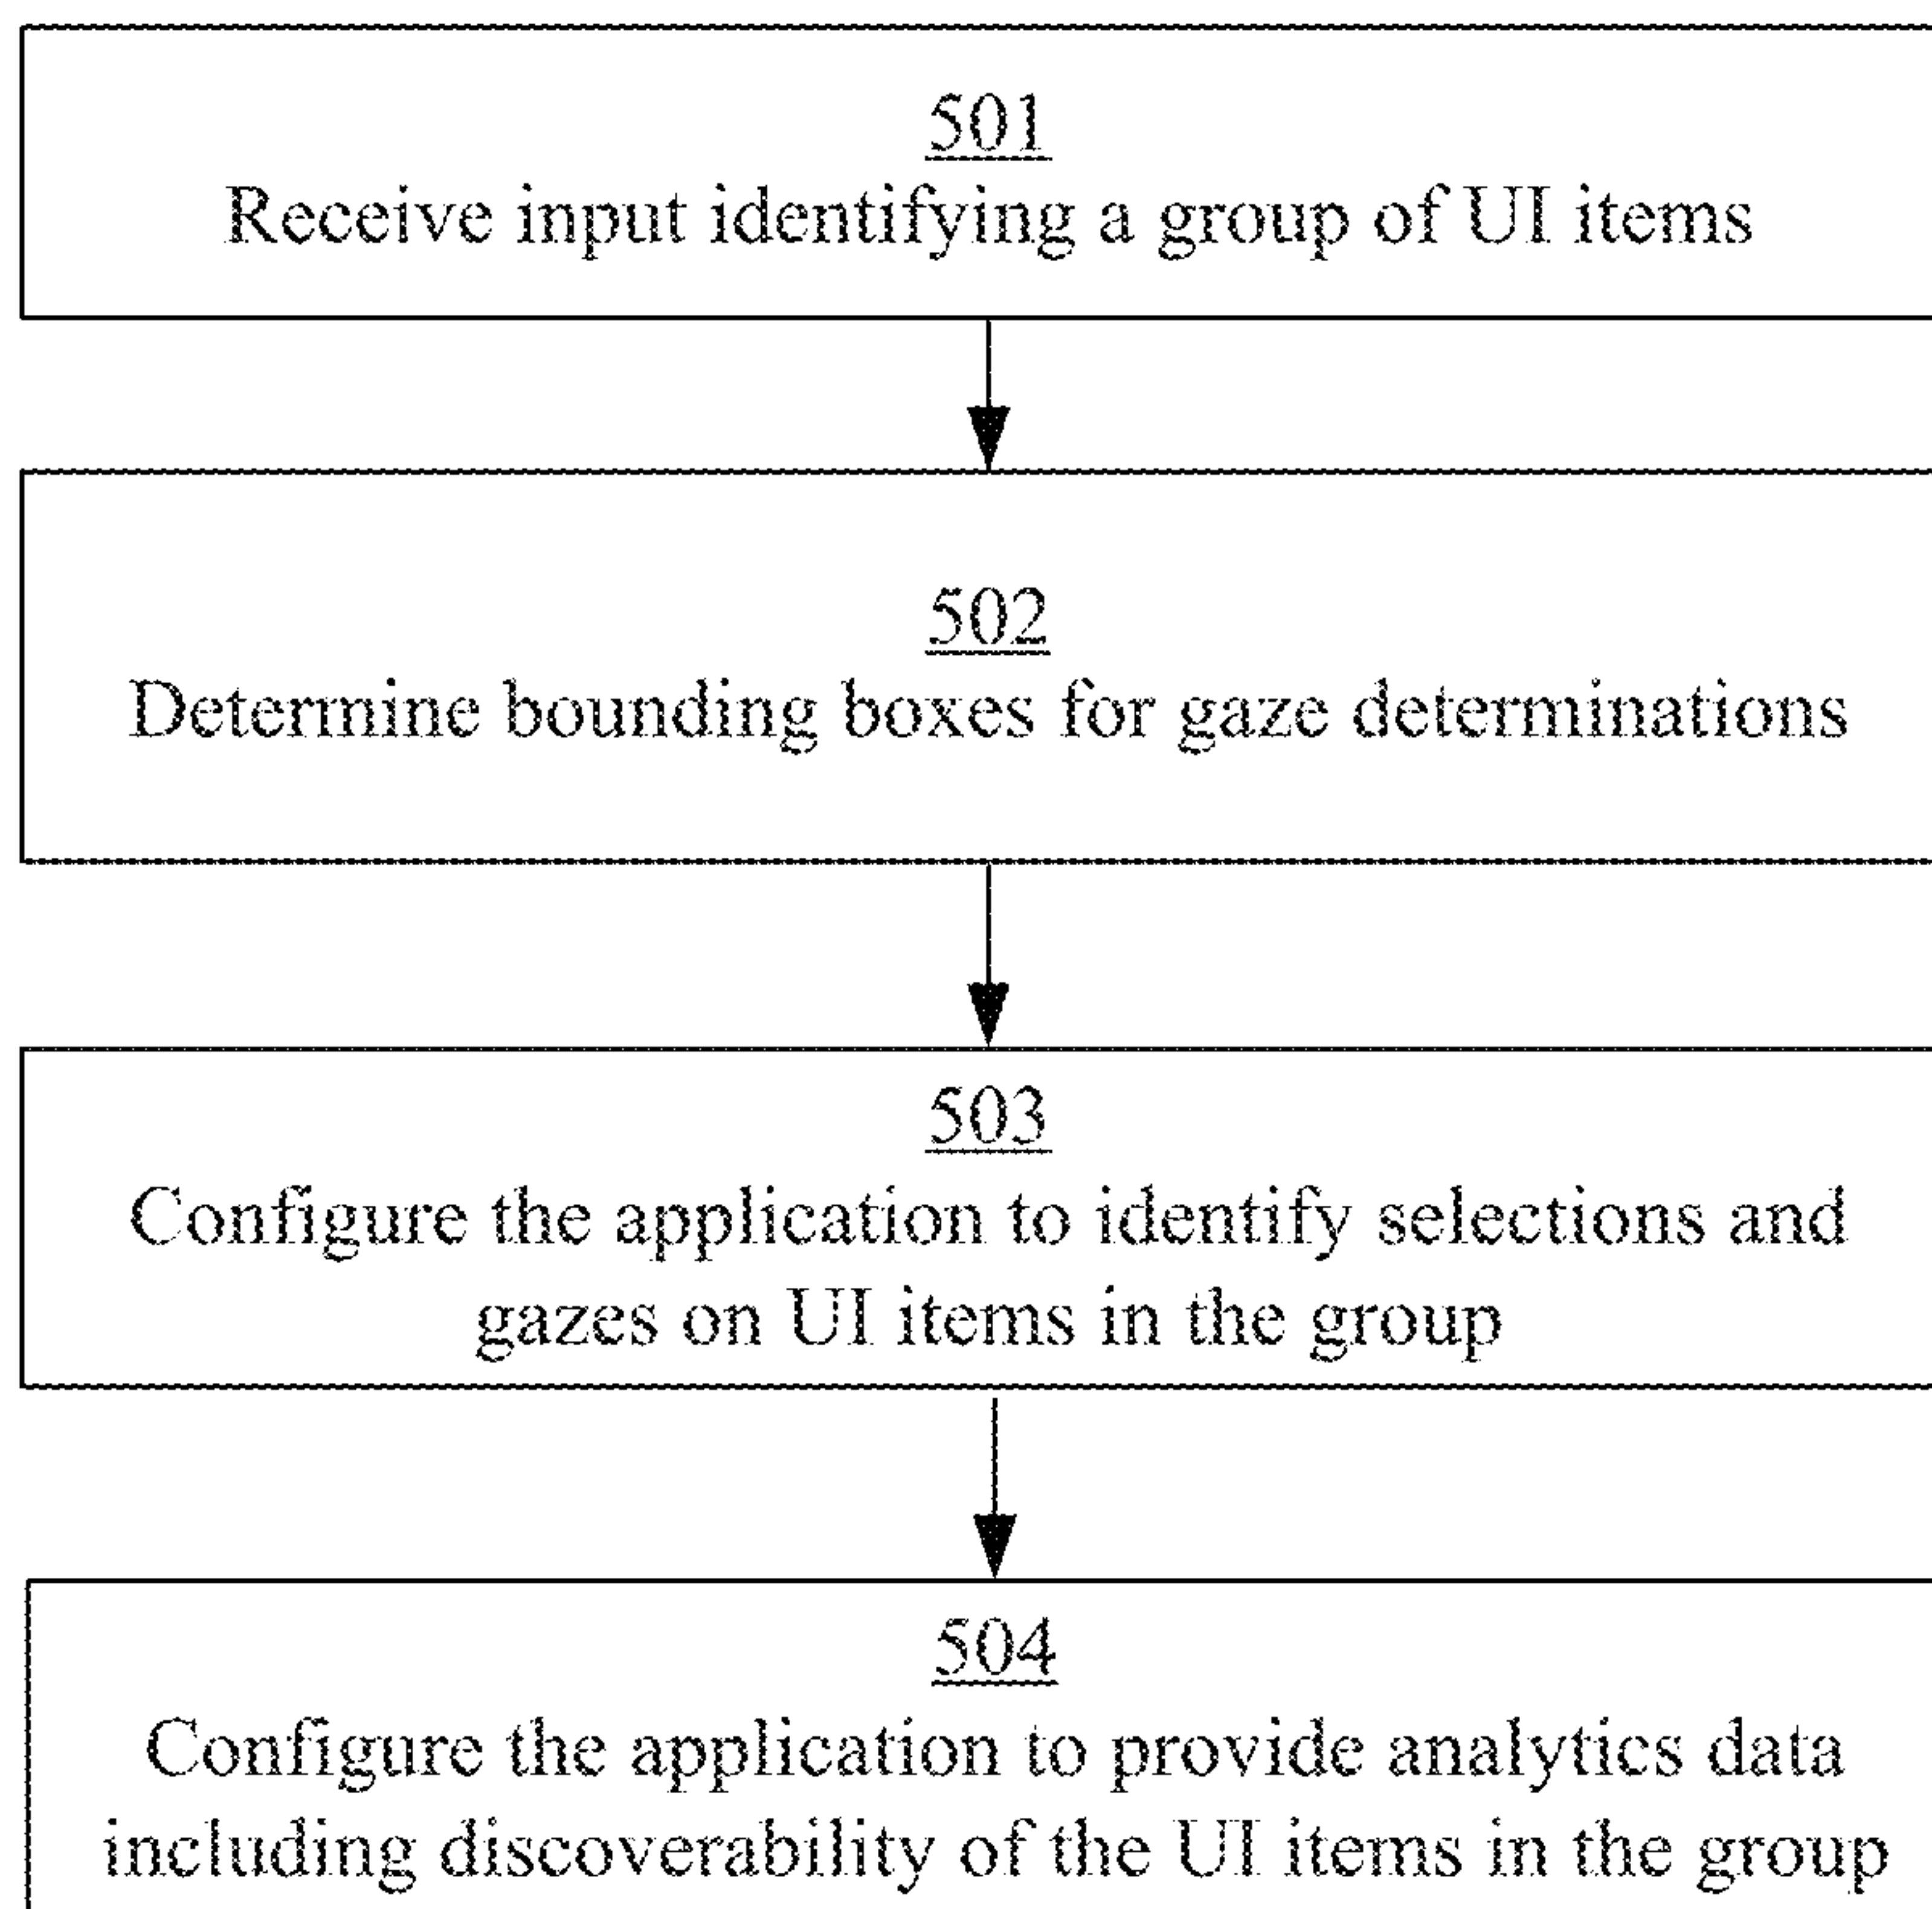 501
Receive input identifying a group of UI items
502
Determine bounding boxes for gaze determinations
503
Configure the application to identify selections and
gazes on UI items in the group
504
Configure the application to provide analytics data
including discoverability of the UI items in the group